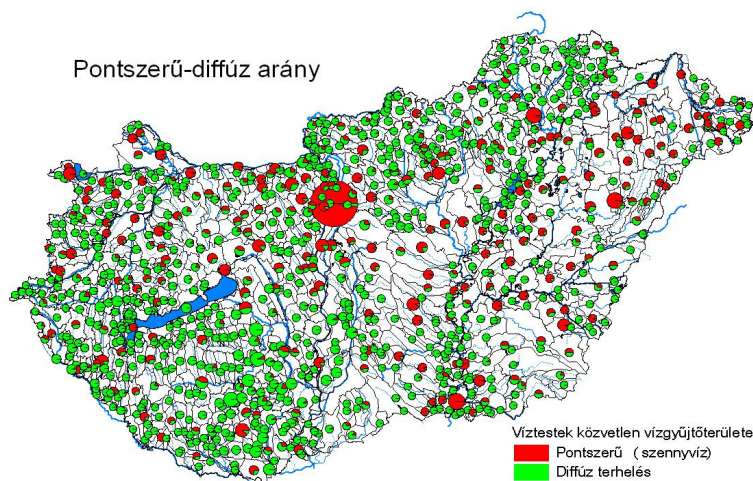 Pontszerű-diffúz arány
Víztestek közvetlen vízgyűjtőterülete
Pontszerű ( szennyvíz)
Diffúz terhelés